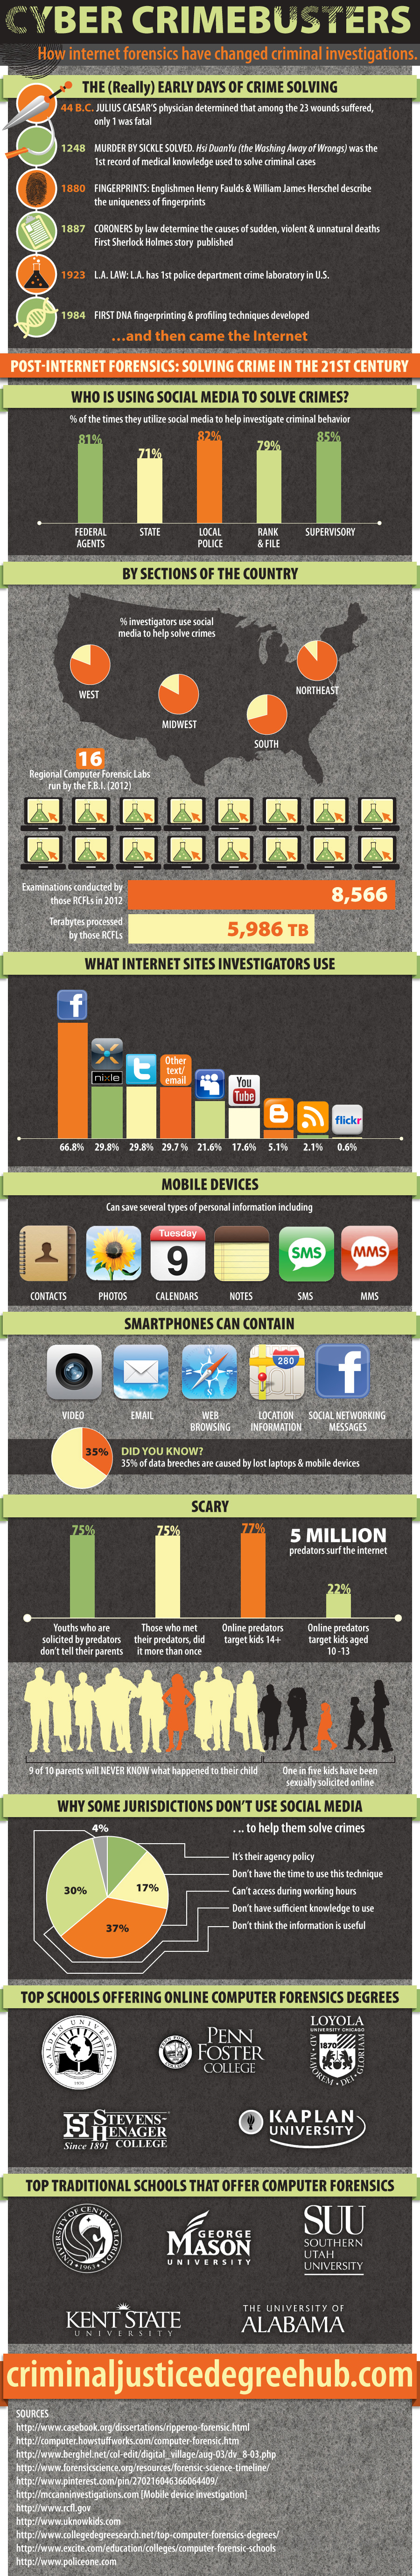 CYBER CRIMEBUSTERS
How internet forensics have changed criminal investigations.
THE (Really) EARLY DAYS OF CRIME SOLVING
44 B.C. JULIUS CAESAR'S physician determined that among the 23 wounds suffered,
only 1 was fatal
1248 MURDER BY SICKLE SOLVED. Hsi DuanYu (the Washing Away of Wrongs) was the
1st record of medical knowledge used to solve criminal cases
1880 FINGERPRINTS: Englishmen Henry Faulds & William James Herschel describe
the uniqueness of fingerprints
1887 CORONERS by law determine the causes of sudden, violent & unnatural deaths
First Sherlock Holmes story published
1923 L.A. LAW: L.A. has 1st police department crime laboratory in U.S.
1984 FIRST DNA fingerprinting & profiling techniques developed
...and then came the Internet
POST-INTERNET FORENSICS: SOLVING CRIME IN THE 21ST CENTURY
WHO IS USING SOCIAL MEDIA TO SOLVE CRIMES?
% of the times they utilize social media to help investigate criminal behavior
81% 71% 82% 79% 85%
FEDERAL AGENTS
STATE
LOCAL POLICE
RANK & FILE
SUPERVISORY
BY SECTIONS OF THE COUNTRY
% investigators use social
media to help solve crimes
WEST
MIDWEST
SOUTH
NORTHEAST
16
Regional Computer Forensic Labs
run by the F.B.I. (2012)
Examinations conducted by
those RCFLs in 2012
8,566
Terabytes processed
by those RCFLs
5,986 TB
WHAT INTERNET SITES INVESTIGATORS USE
f
nixle
t
Other
text/
email
You
Tube
flickr
66.8% 29.8% 29.8% 29.7 % 21.6% 17.6% 5.1% 2.1% 0.6%
MOBILE DEVICES
Can save several types of personal information including
Tuesday
9
SMS
MMS
CONTACTS PHOTOS CALENDARS NOTES SMS MMS
SMARTPHONES CAN CONTAIN
280
f
VIDEO
EMAIL
WEB
BROWSING
LOCATION
INFORMATION
SOCIAL NETWORKING
MESSAGES
35%
DID YOU KNOW?
35% of data breeches are caused by lost laptops & mobile devices
SCARY
75% 75% 77%
5 MILLION
predators surf the internet
22%
Youths who are
solicited by predators
don't tell their parents
Those who met
their predators, did
it more than once
Online predators
target kids 14+
Online predators
target kids aged
10 -13
9 of 10 parents will NEVER KNOW what happened to their child
One in five kids have been
sexually solicited online
WHY SOME JURISDICTIONS DON'T USE SOCIAL MEDIA
. .. to help them solve crimes
4%
17%
30%
37%
It's their agency policy
Don't have the time to use this technique
Can't access during working hours
Don't have sufficient knowledge to use
Don't think the information is useful
TOP SCHOOLS OFFERING ONLINE COMPUTER FORENSICS DEGREES
WALDEN UNIVERSITY
PENN
FOSTER
COLLEGE
LOYOLA
UNIVERSITY CHICAGO
1870
AD • MAJOREM • DEI • GLORIAM
STEVENS-
HENAGER
Since 1891 COLLEGE
KAPLAN
UNIVERSITY
TOP TRADITIONAL SCHOOLS THAT OFFER COMPUTER FORENSICS
UNIVERSITY OF CENTRAL FLORIDA
1963
GEORGE
MASON
UNIVERSITY
SUU
SOUTHERN
UTAH
UNIVERSITY
KENT STATE
UNIVERSITY
THE UNIVERSITY OF
ALABAMA
criminaljusticedegreehub.com
SOURCES
http://www.casebook.org/dissertations/ripperoo-forensic.html
http://computer.howstuffworks.com/computer-forensic.htm
http://www.berghel.net/col-edit/digital_village/aug-03/dv_8-03.php
http://www.forensicscience.org/resources/forensic-science-timeline/
http://www.pinterest.com/pin/270216046366064409/
http://mccanninvestigations.com [Mobile device investigation]
http://www.rcfl.gov
http://www.uknowkids.com
http://www.collegedegreesearch.net/top-computer-forensics-degrees/
http://www.excite.com/education/colleges/computer-forensic-schools
http://www.policeone.com